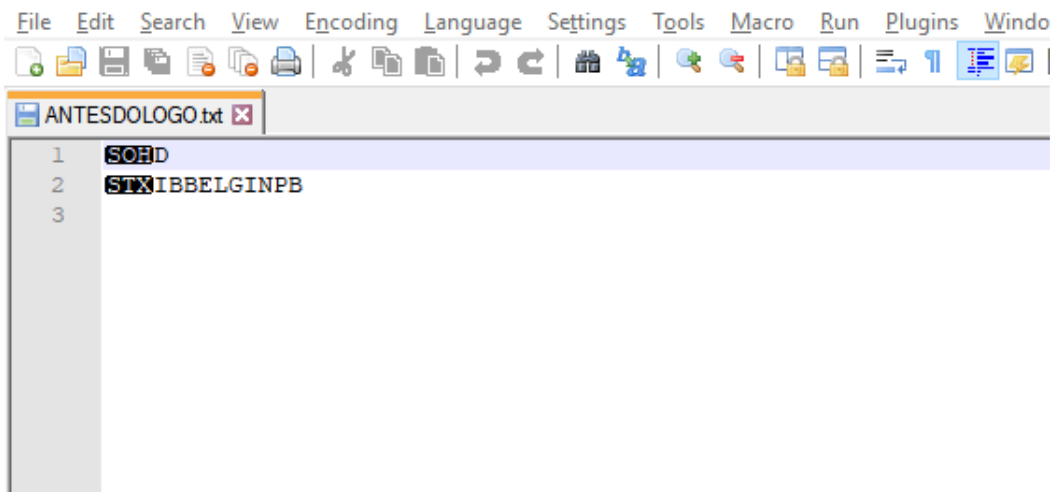 File Edit Search View Encoding Language Settings Tools Macro Run Plugins Windo
ANTESDOLOGO.txt
1 SOHD
2 STXIBBELGINPB
3